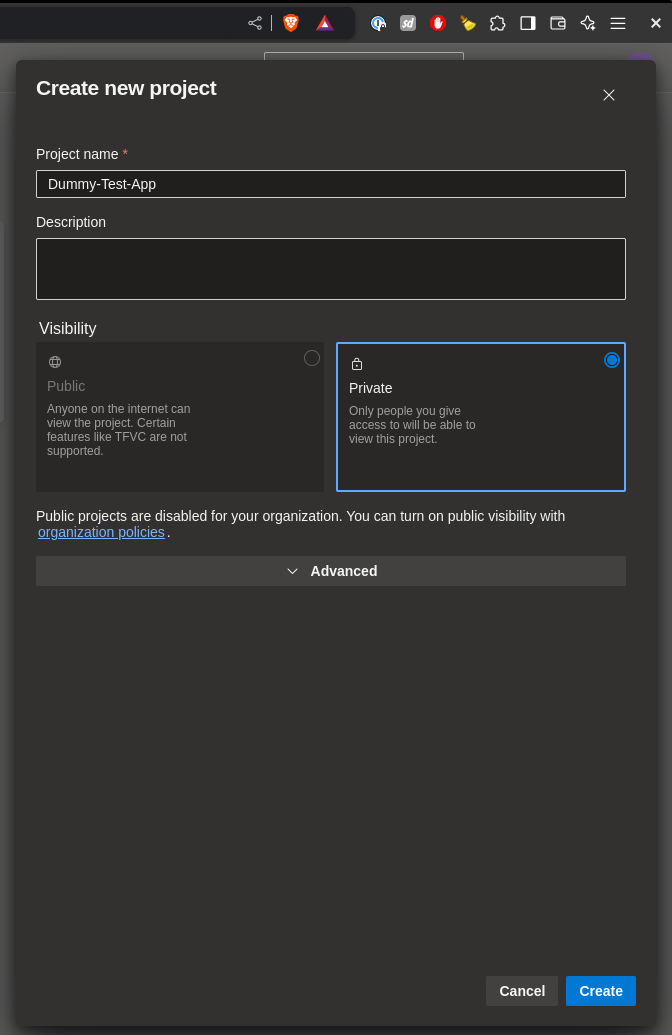 Create new project
Project name *
Dummy-Test-App
Description
Visibility
Public
Anyone on the internet can
view the project. Certain
features like TFVC are not
supported.
Private
Only people you give
access to will be able to
view this project.
Public projects are disabled for your organization. You can turn on public visibility with
organization policies.
Advanced
Cancel
Create